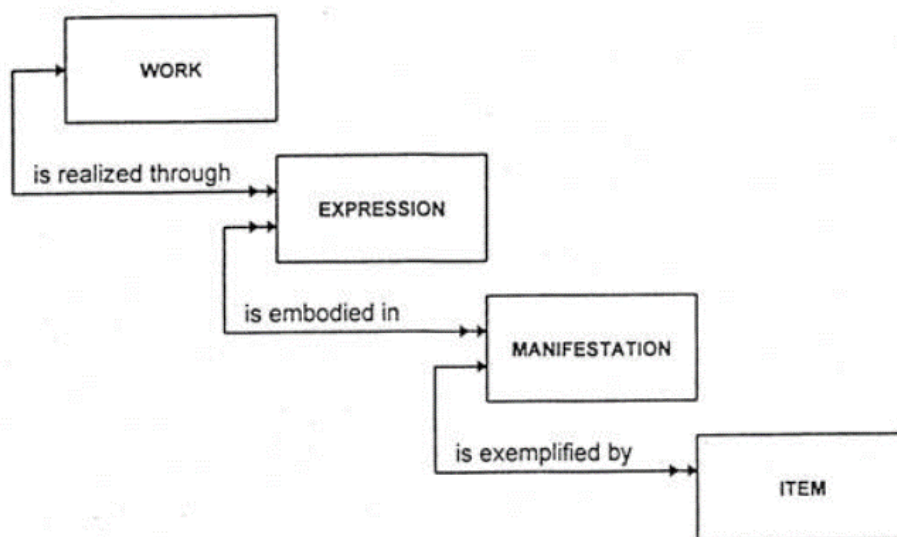 WORK
is realized through
EXPRESSION
is embodied in
MANIFESTATION
is exemplified by
ITEM